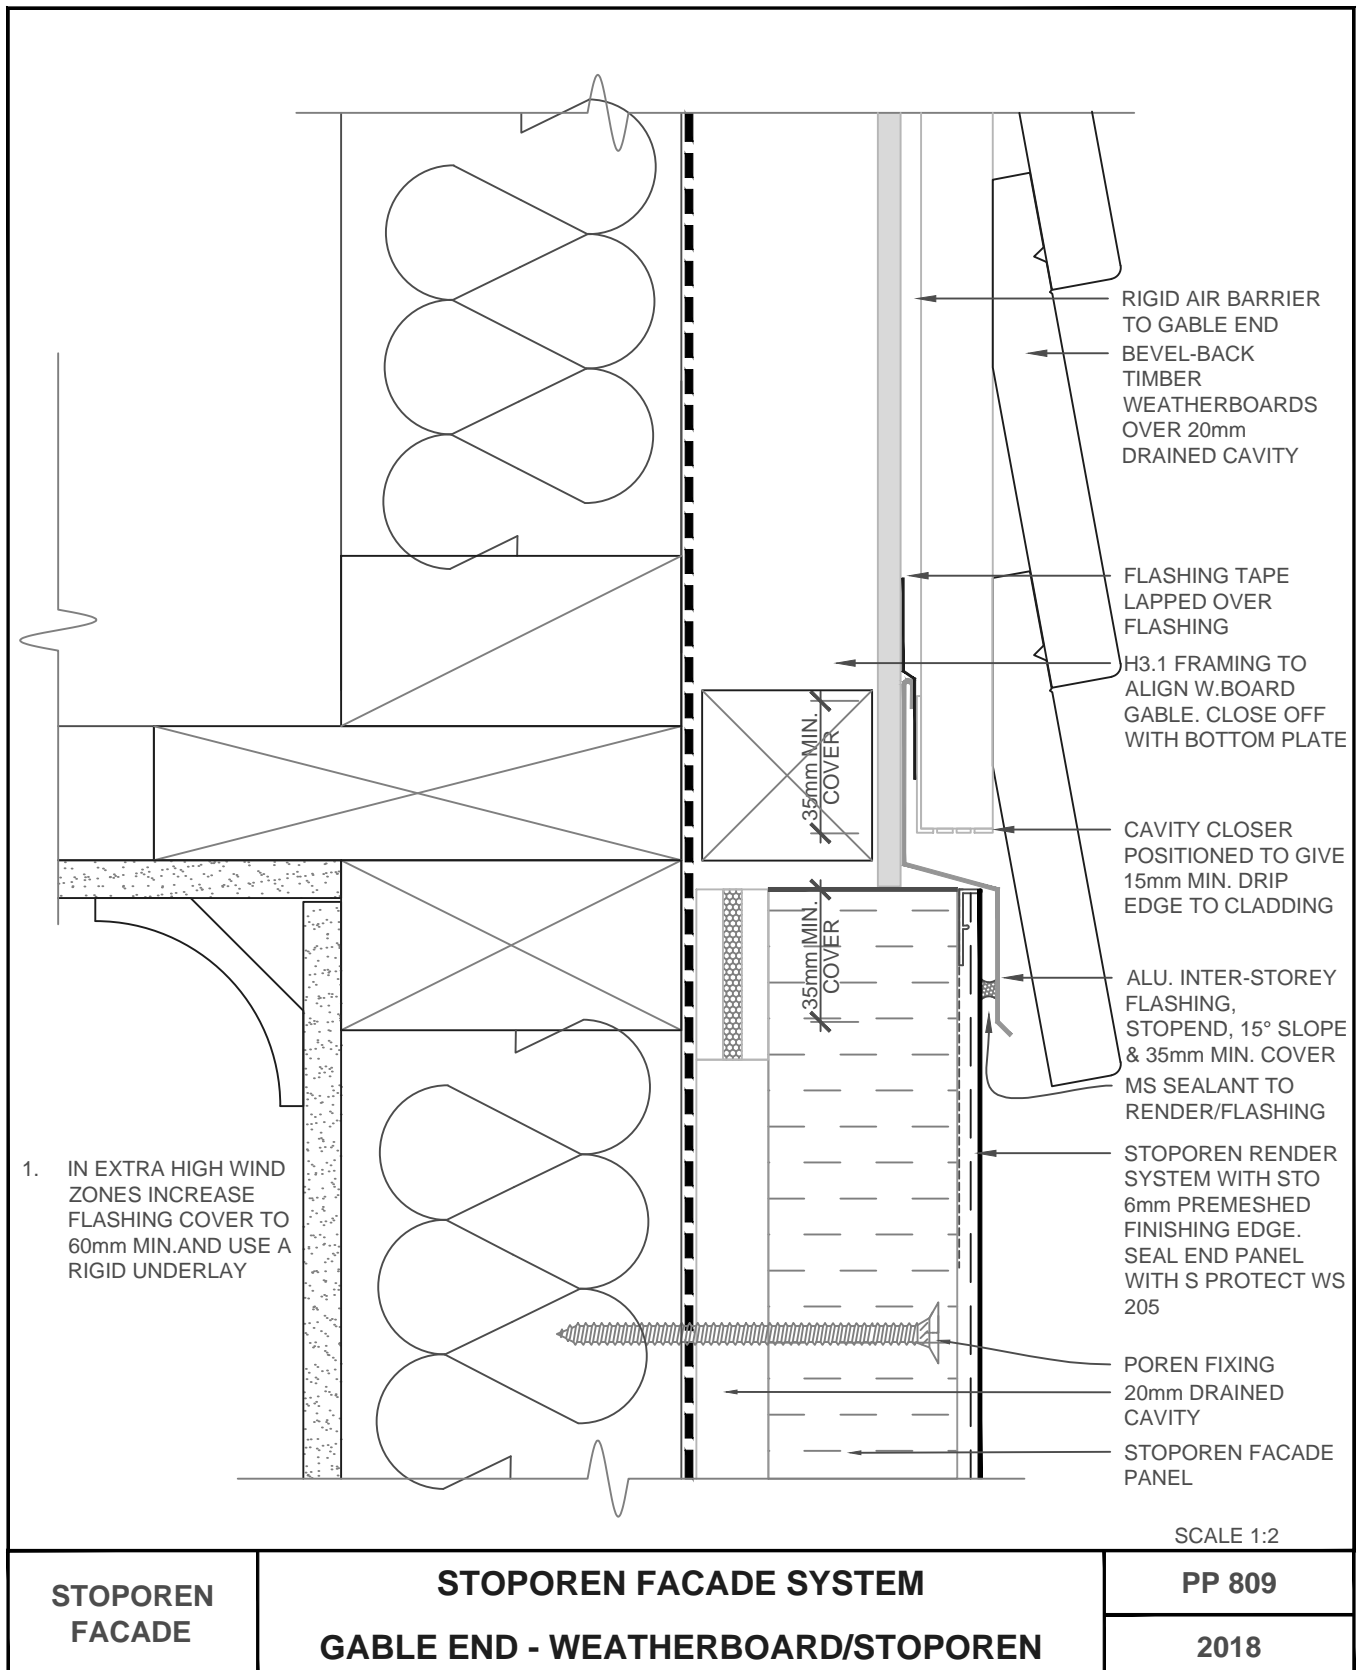 RIGID AIR BARRIER
TO GABLE END
BEVEL-BACK
TIMBER
WEATHERBOARDS
OVER 20mm
DRAINED CAVITY
FLASHING TAPE
LAPPED OVER
FLASHING
H3.1 FRAMING TO
ALIGN W.BOARD
GABLE. CLOSE OFF
WITH BOTTOM PLATE
35mm MIN.
COVER
CAVITY CLOSER
POSITIONED TO GIVE
15mm MIN. DRIP
EDGE TO CLADDING
35mm MIN.
COVER
ALU. INTER-STOREY
FLASHING,
STOPEND, 15° SLOPE
& 35mm MIN. COVER
MS SEALANT TO
RENDER/FLASHING
STOPOREN RENDER
SYSTEM WITH STO
6mm PREMESHED
FINISHING EDGE.
SEAL END PANEL
WITH S PROTECT WS
205
1. IN EXTRA HIGH WIND
ZONES INCREASE
FLASHING COVER TO
60mm MIN.AND USE A
RIGID UNDERLAY
POREN FIXING
20mm DRAINED
CAVITY
STOPOREN FACADE
PANEL
SCALE 1:2
STOPOREN
FACADE
STOPOREN FACADE SYSTEM
GABLE END - WEATHERBOARD/STOPOREN
PP 809
2018